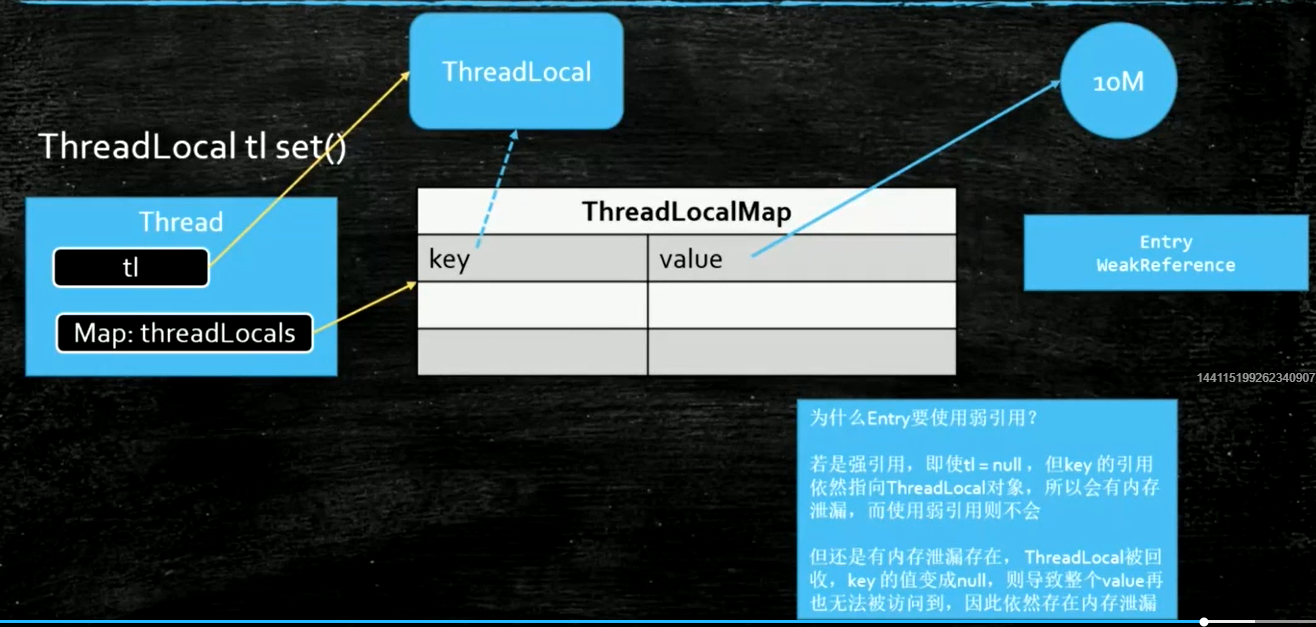 ThreadLocal
10M
ThreadLocal tl set()
Thread
tl
Map: threadLocals
ThreadLocalMap
key
value
Entry
WeakReference
144115199262340907
为什么Entry要使用弱引用?
若是强引用，即使tl = null ，但key 的引用
依然指向ThreadLocal对象，所以会有内存
泄漏，而使用弱引用则不会
但还是有内存泄漏存在， ThreadLocal被回
收，key 的值变成null，则导致整个value再
也无法被访问到，因此依然存在内存泄漏